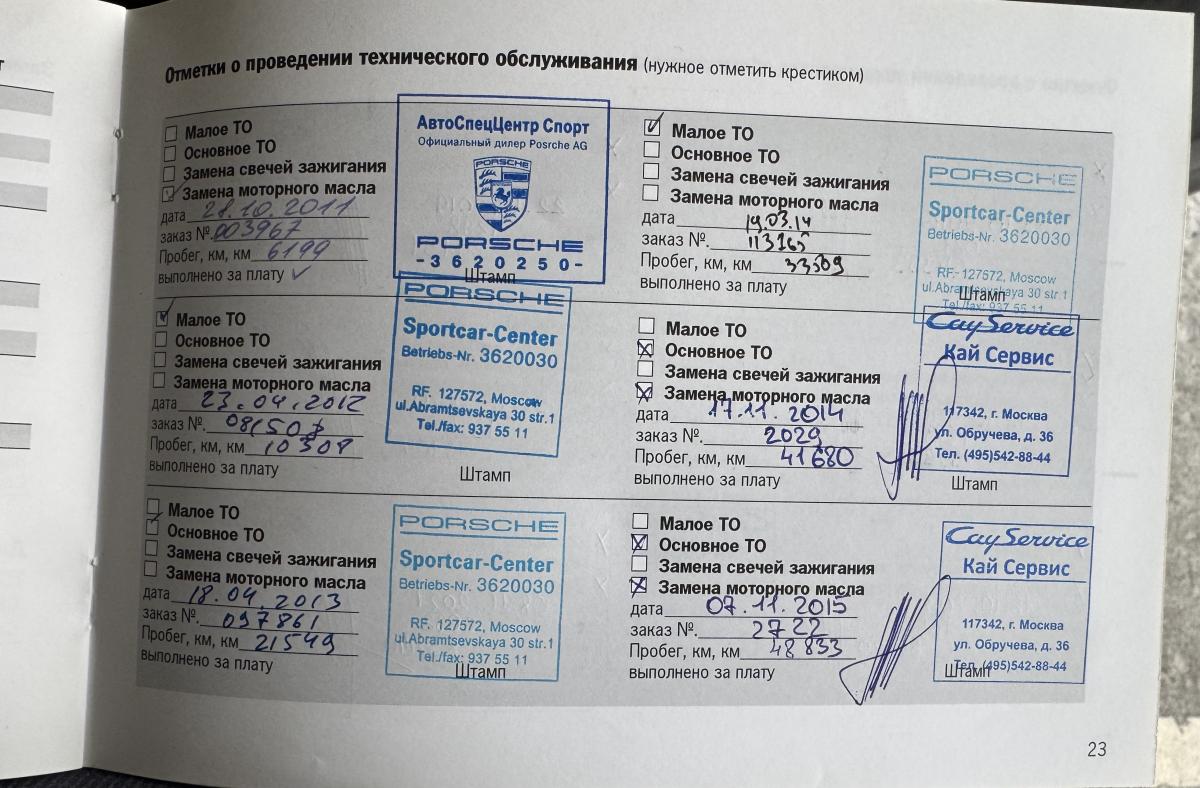 Отметки о проведении технического обслуживания (нужное отметить крестиком)
Малое ТО
Основное ТО
Замена свечей зажигания
Замена моторного масла
дата 28.10.2011
заказ №. 003967
Пробег, км, км 6199
выполнено за плату
АвтоСпецЦентр Спорт
Официальный дилер Posrche AG
PORSCHE
PORSCHE
-3620250-
Штамп
Малое ТО
Основное ТО
Замена свечей зажигания
Замена моторного масла
дата 23.04.2012
заказ №.
Пробег, км, км 10308
выполнено за плату
PORSCHE
Sportcar-Center
Betriebs-Nr. 3620030
RF. 127572, Moscow
ul.Abramtsevskaya 30 str.1
Tel./fax: 937 55 11
Штамп
Малое ТО
Основное ТО
Замена свечей зажигания
Замена моторного масла
дата 18.04.2013
заказ №. 097861
Пробег, км, км 21549
выполнено за плату
PORSCHE
Sportcar-Center
Betriebs-Nr. 3620030
RF. 127572, Moscow
ul.Abramtsevskaya 30 str.1
Tel./fax: 937 55 11
Штамп
Малое ТО
Основное ТО
Замена свечей зажигания
Замена моторного масла
дата 19.03.14
заказ №. 113165
Пробег, км, км 33509
выполнено за плату
PORSCHE
Sportcar-Center
Betriebs-Nr. 3620030
RF. 127572, Moscow
ul.Abramtsevskaya 30 str.1
Tel./fax: 937 55 11
Штамп
Малое ТО
Основное ТО
Замена свечей зажигания
Замена моторного масла
дата 17.11.2014
заказ №. 2029
Пробег, км, км 41680
выполнено за плату
CayService
Кай Сервис
117342, г. Москва
ул. Обручева, д. 36
Тел. (495)542-88-44
Штамп
Малое ТО
Основное ТО
Замена свечей зажигания
Замена моторного масла
дата 07.11.2015
заказ №. 2722
Пробег, км, км 48833
выполнено за плату
CayService
Кай Сервис
117342, г. Москва
ул. Обручева, д. 36
Тел. (495)542-88-44
Штамп
23